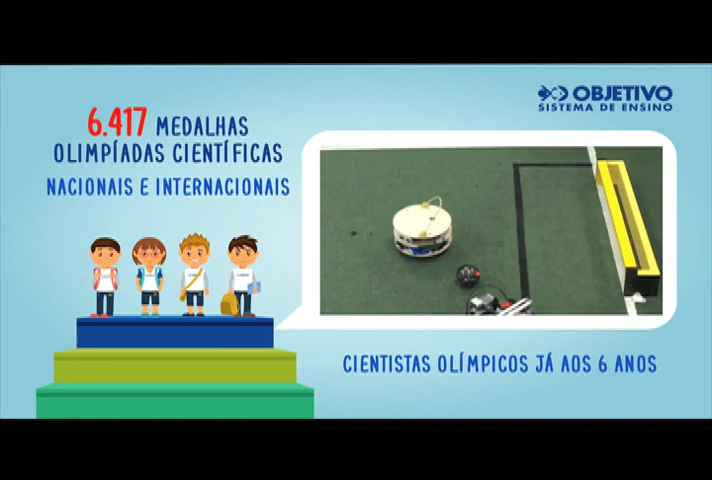 6.417 MEDALHAS
OLIMPÍADAS CIENTÍFICAS
NACIONAIS E INTERNACIONAIS
OBJETIVO
SISTEMA DE ENSINO
CIENTISTAS OLÍMPICOS JÁ AOS 6 ANOS